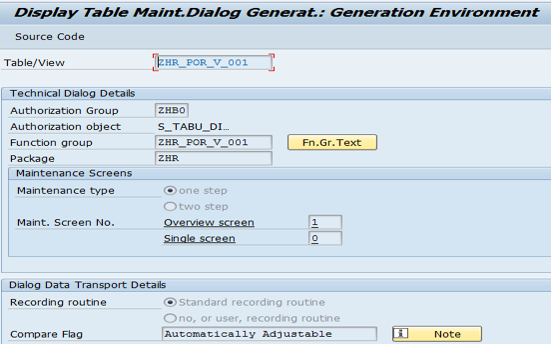 Display Table Maint.Dialog Generat.: Generation Environment
Source Code
Table/View ZHR_POR_V_001
Technical Dialog Details
Authorization Group ZHB0
Authorization object S_TABU_DI…
Function group ZHR_POR_V_001 Fn.Gr.Text
Package ZHR
Maintenance Screens
Maintenance type one step
two step
Maint. Screen No. Overview screen 1
Single screen 0
Dialog Data Transport Details
Recording routine Standard recording routine
no, or user, recording routine
Compare Flag Automatically Adjustable i Note